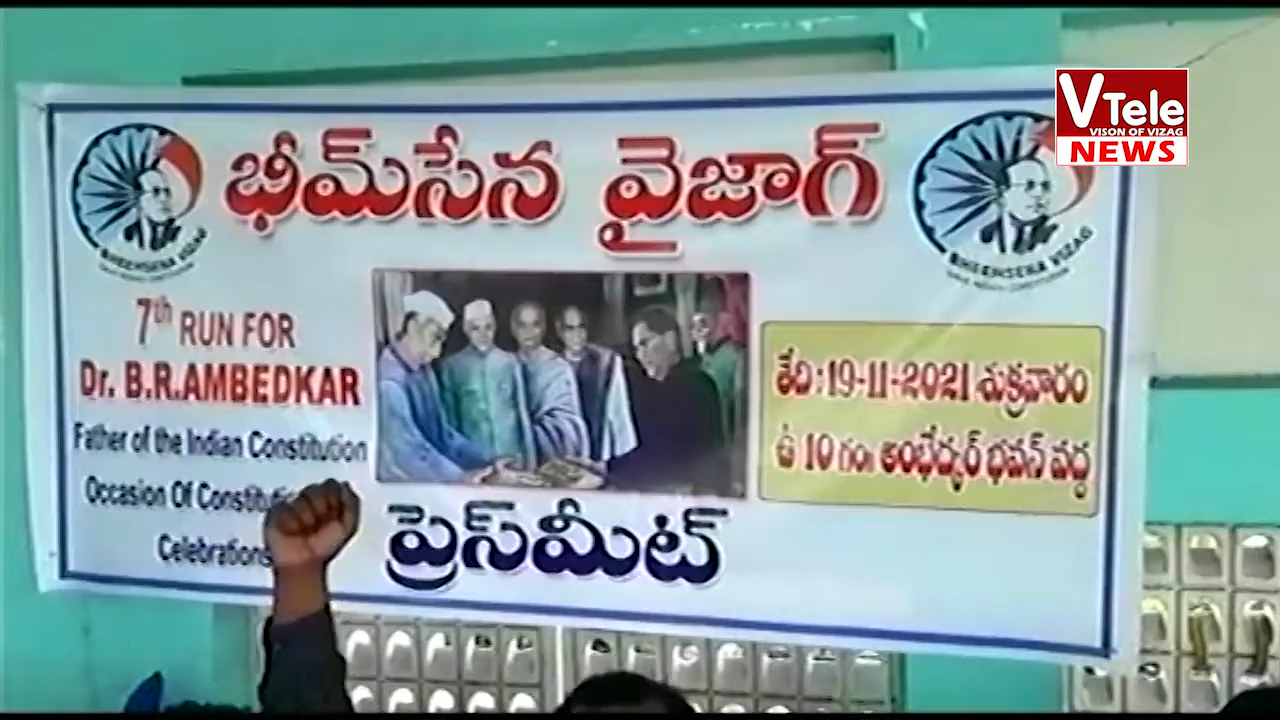 V Tele
VISON OF VIZAG
NEWS
భీమ్‌సేన వైజాగ్
BHEEMSENA VIZAG
BHEEMSENA VIZAG
7th RUN FOR
Dr. B.R.AMBEDKAR
Father of the Indian Constitution
Occasion Of
Celebrations
తేది : 19-11-2021 శుక్రవారం
ఉ 10 గం. అంబేద్కర్ భవన్ వద్ద
ప్రెస్‌మీట్